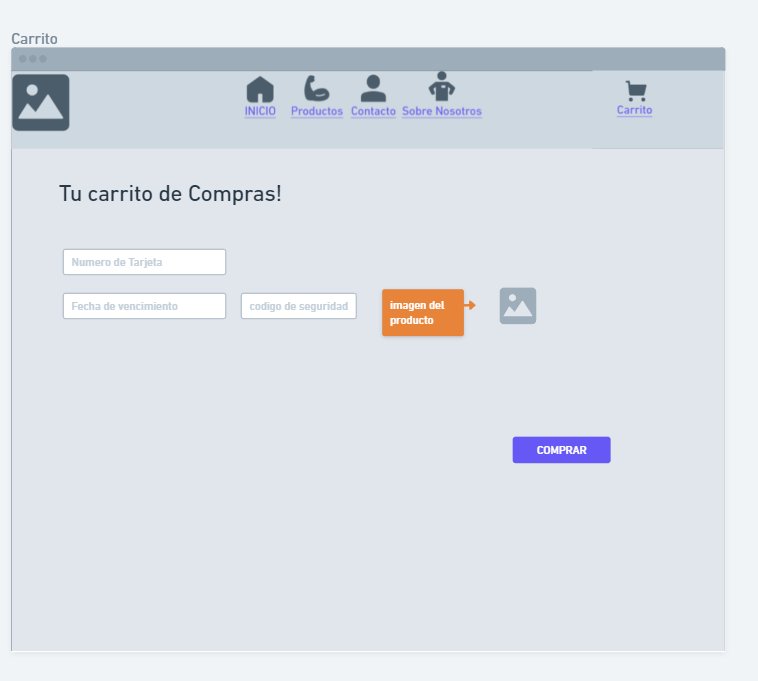 Carrito
INICIO
Productos
Contacto
Sobre Nosotros
Carrito
Tu carrito de Compras!
Numero de Tarjeta
Fecha de vencimiento
codigo de seguridad
imagen del
producto
COMPRAR